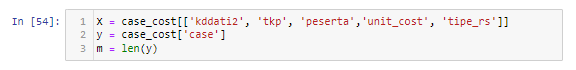 In [54]:
1 X = case_cost[['kddati2', 'tkp', 'peserta','unit_cost', 'tipe_rs']]
2 y = case_cost['case']
3 m = len(y)